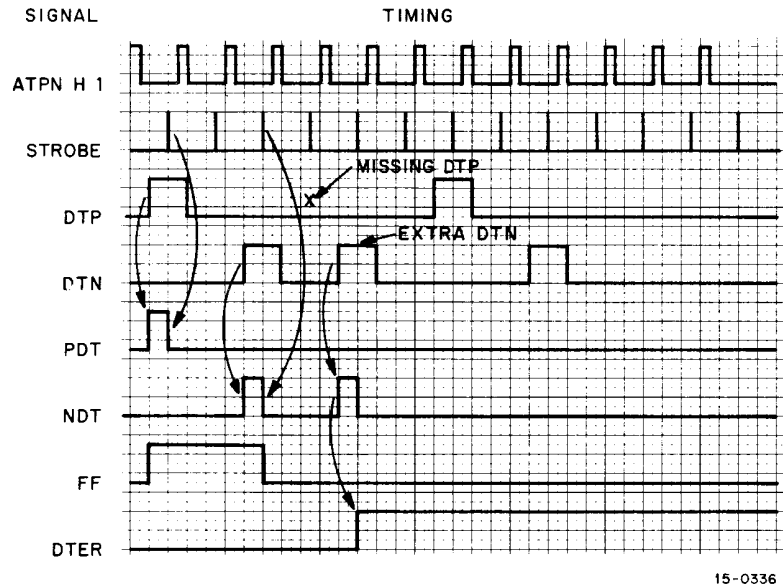 SIGNAL TIMING
ATPN H 1
STROBE
MISSING DTP
X
DTP
EXTRA DTN
DTN
PDT
NDT
FF
DTER
15-0336